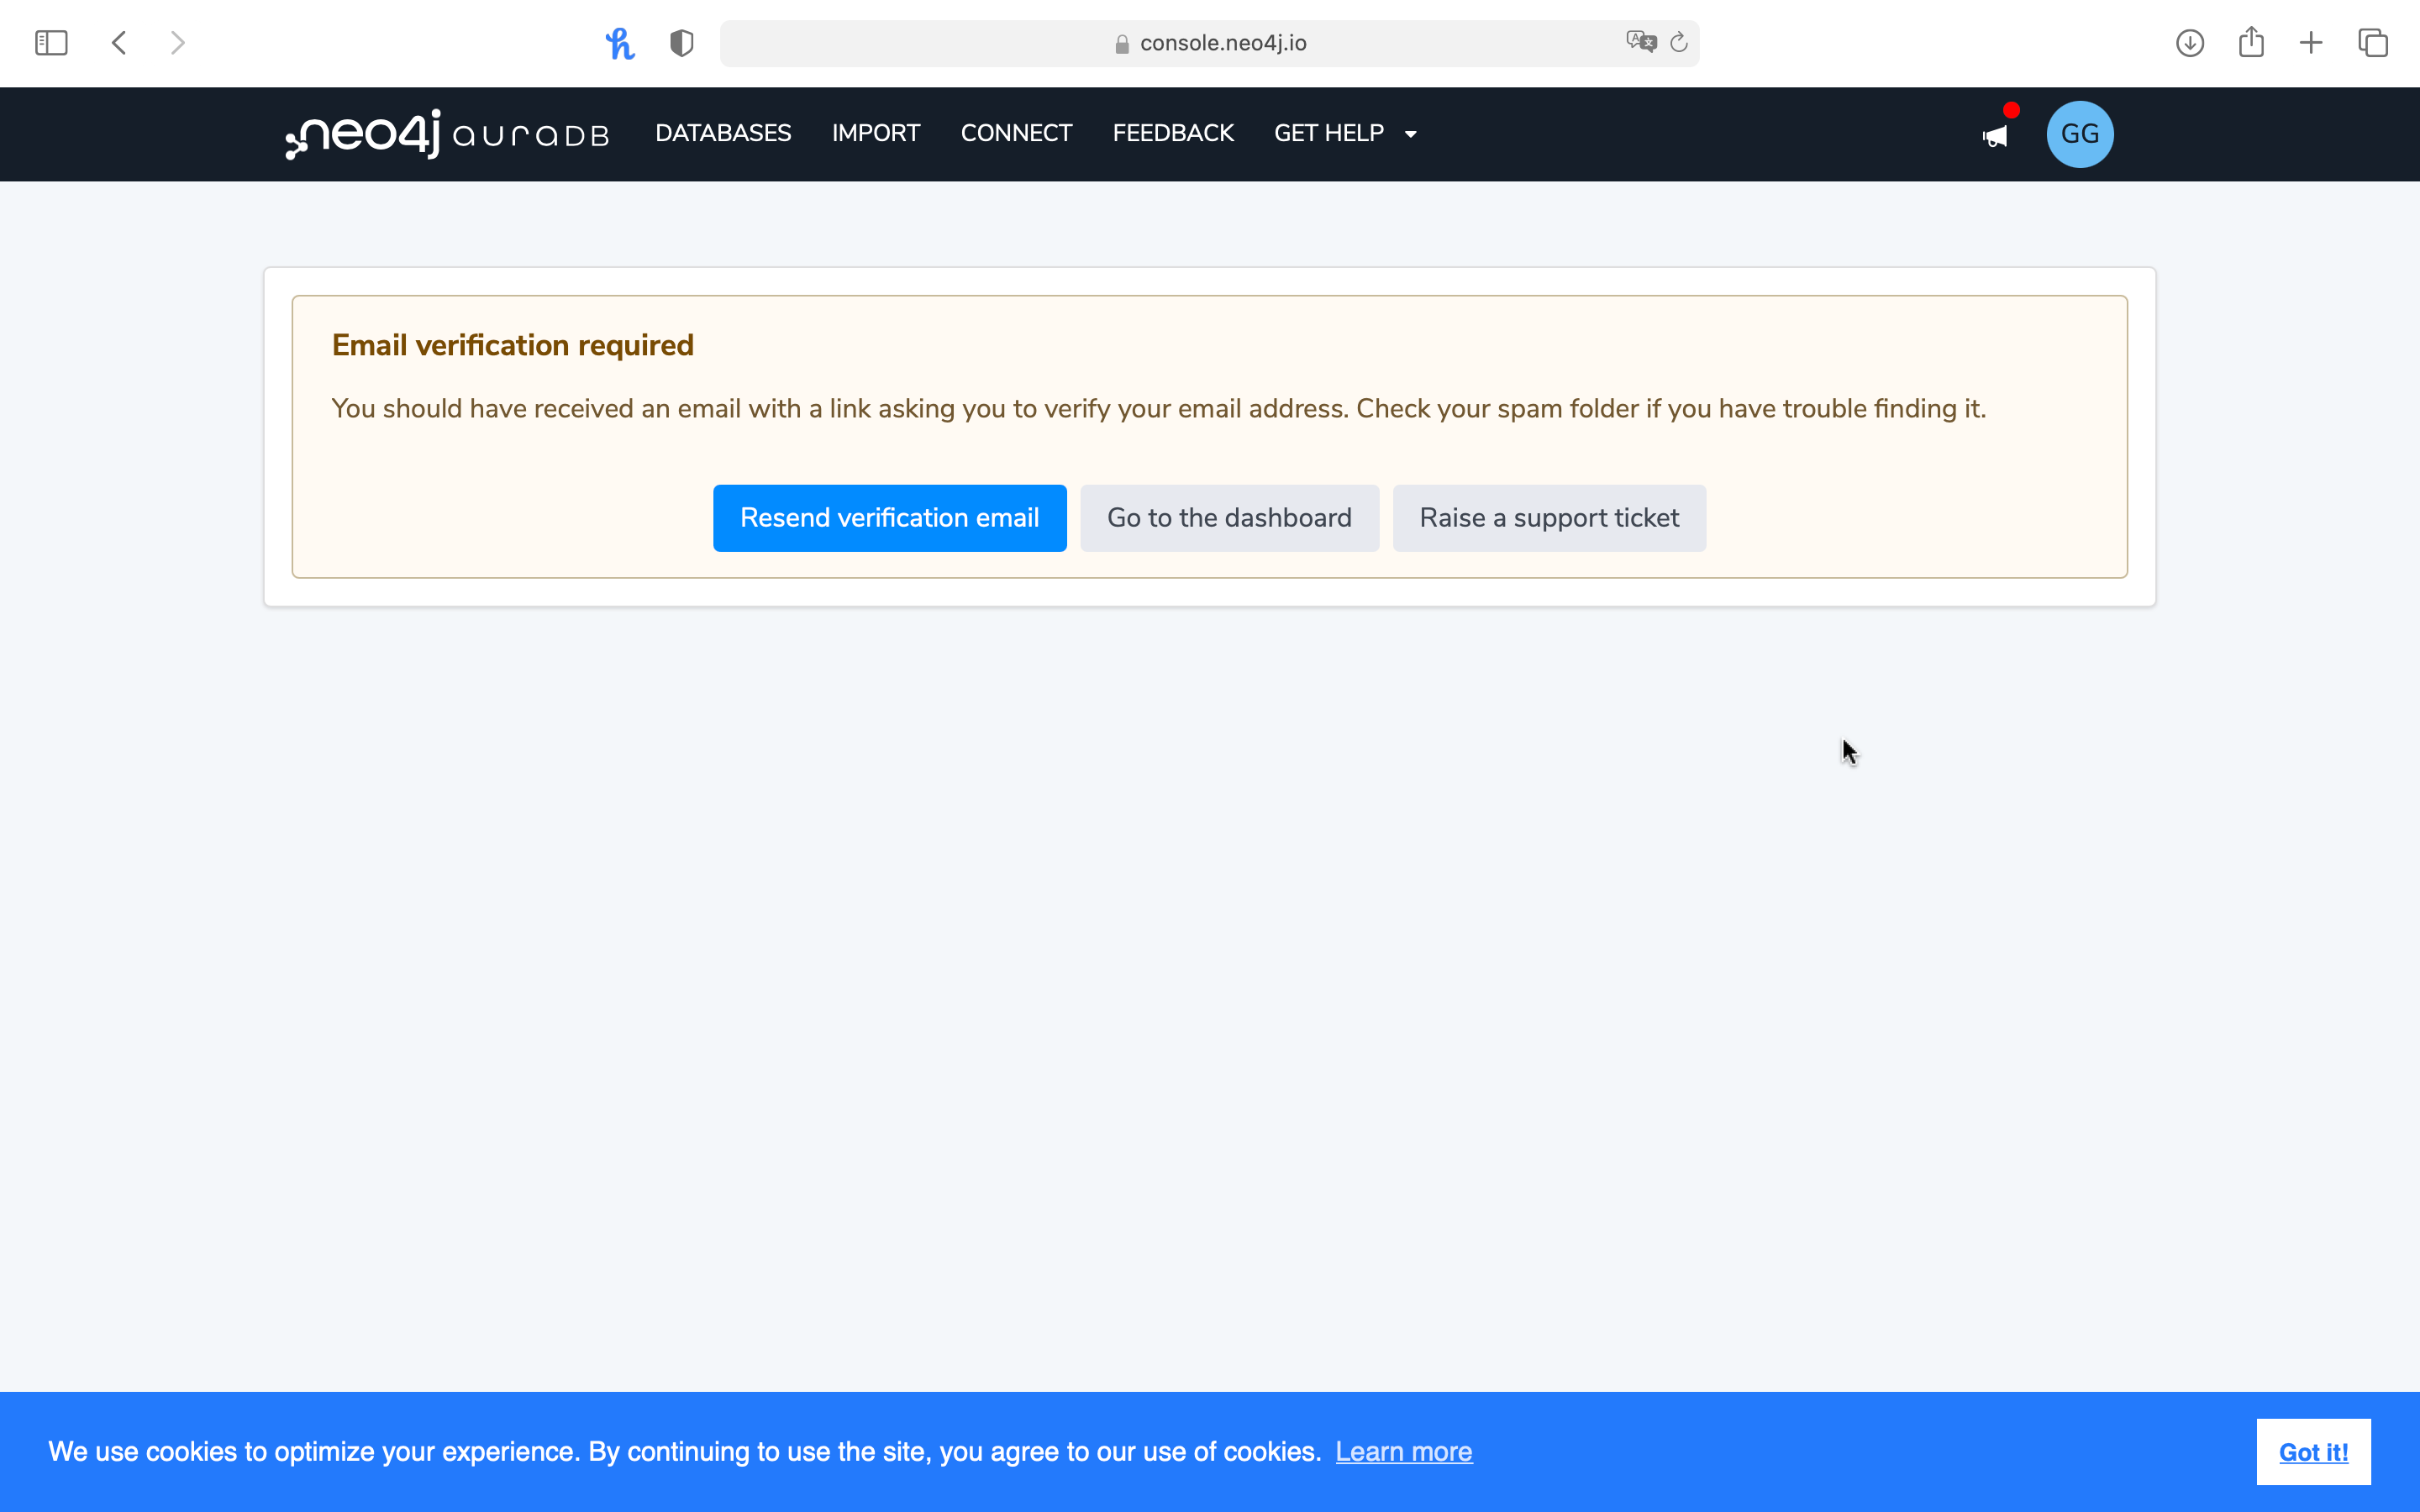 console.neo4j.io
neo4j auraDB DATABASES IMPORT CONNECT FEEDBACK GET HELP GG
Email verification required
You should have received an email with a link asking you to verify your email address. Check your spam folder if you have trouble finding it.
Resend verification email Go to the dashboard Raise a support ticket
We use cookies to optimize your experience. By continuing to use the site, you agree to our use of cookies. Learn more Got it!